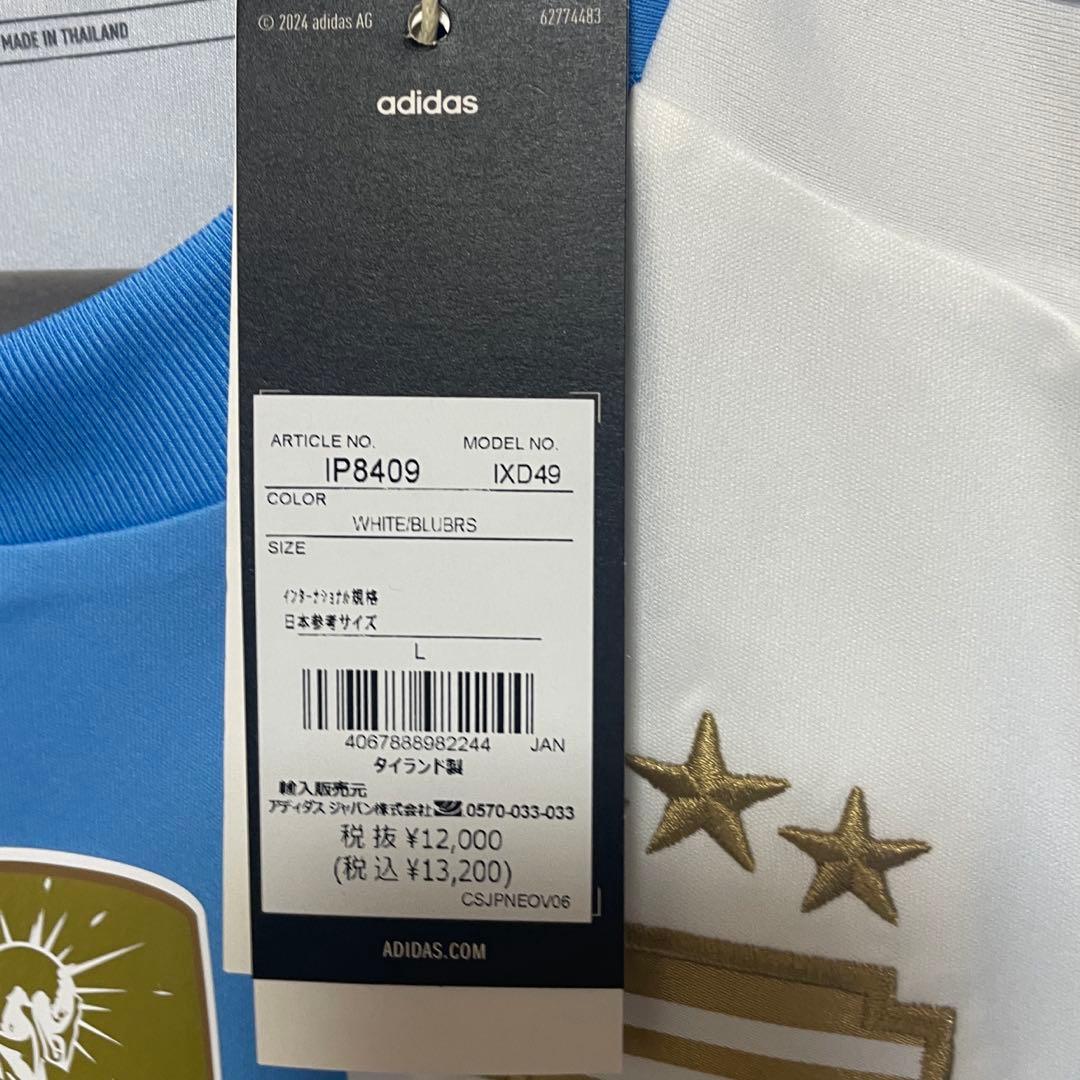 © 2024 adidas AG 62774483
MADE IN THAILAND
adidas
ARTICLE NO. MODEL NO.
IP8409 IXD49
COLOR
WHITE/BLUBRS
SIZE
インターナショナル規格
日本参考サイズ
L
4067888982244 JAN
タイランド製
輸入販売元
アディダス ジャパン株式会社 0570-033-033
税抜 ¥12,000
(税込 ¥13,200)
CSJPNEOV06
ADIDAS.COM